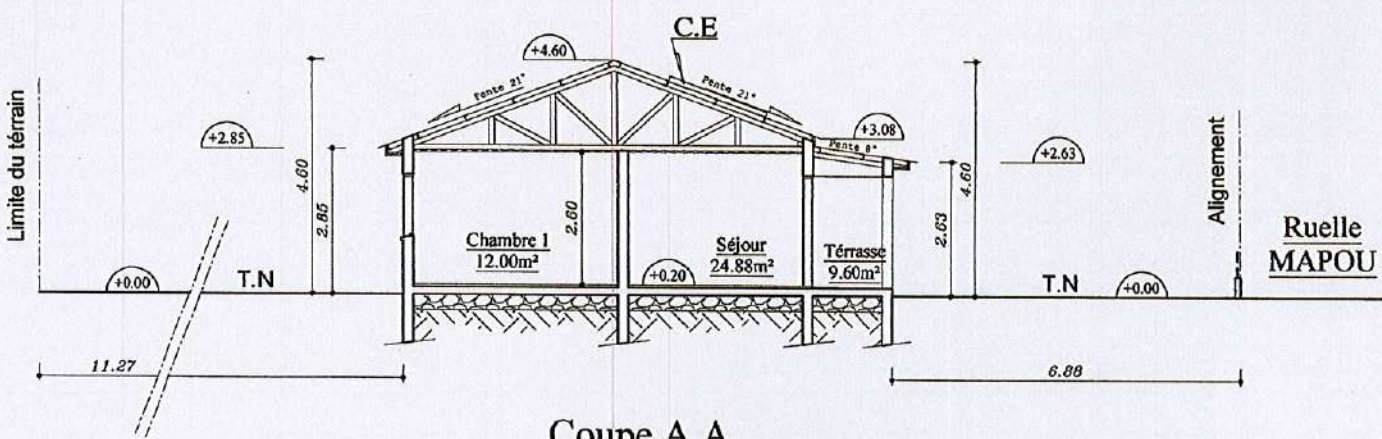 C.E
+4.60
Pente 21°
Pente 21°
Limite du térrain
+2.85
4.60
2.85
+3.08
Pente 8°
+2.63
4.60
2.63
Alignement
Ruelle
MAPOU
2.60
Chambre 1
12.00m²
Séjour
24.88m²
Térrasse
9.60m²
+0.20
+0.00
T.N
T.N
+0.00
11.27
6.88
Coupe A A